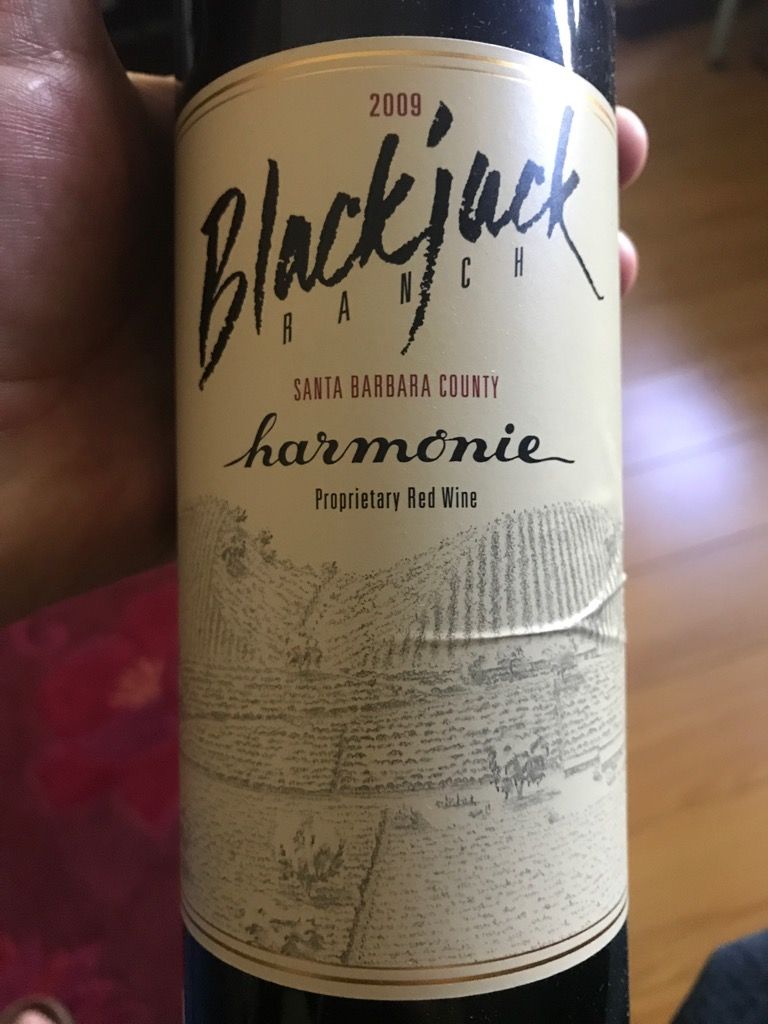 2009
Blackjack
RANCH
SANTA BARBARA COUNTY
harmonie
Proprietary Red Wine